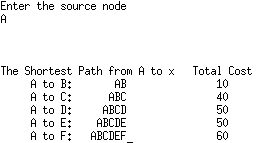 Enter the source node
A
The Shortest Path from A to x Total Cost
A to B: AB 10
A to C: ABC 40
A to D: ABCD 50
A to E: ABCDE 50
A to F: ABCDEF_ 60